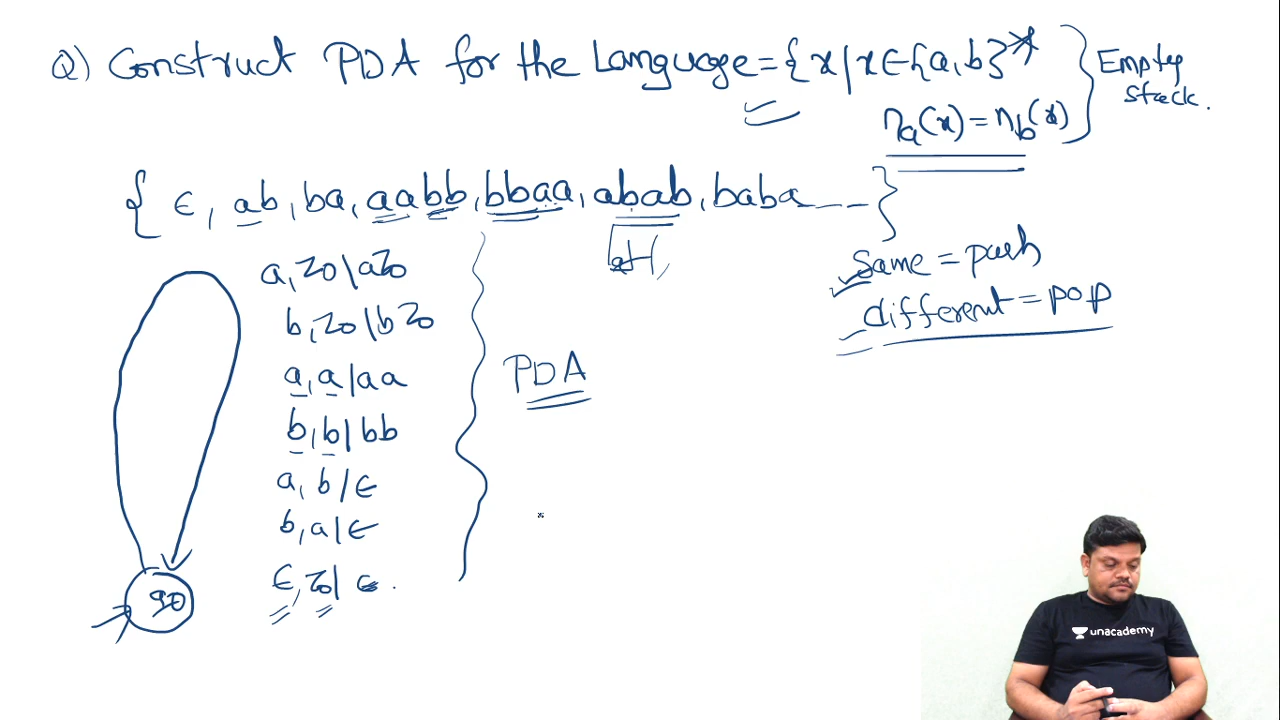 Q) Construct PDA for the Language = {x/x∈{a,b}*
na(x) = nb(x)
Empty
stack.
{ ϵ, ab, ba, aabb, bbaa, abab, baba---}
same = push
different = pop
a, z0/az0
b, z0/bz0
a, a/aa
b, b/bb
a, b/ϵ
b, a/ϵ
ϵ, z0/ϵ.
PDA
q0
unacademy